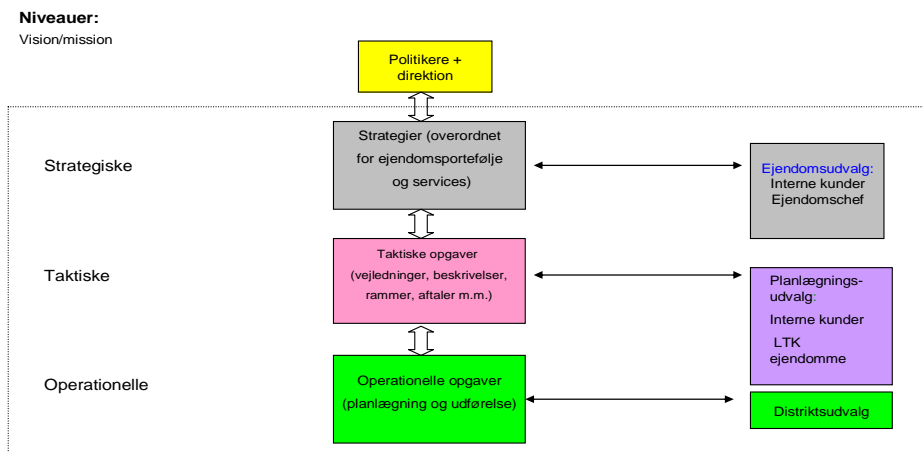 Niveauer:
Vision/mission
Politikere +
direktion
Strategiske
Strategier (overordnet
for ejendomsportefølje
og services)
Ejendomsudvalg:
Interne kunder
Ejendomschef
Taktiske
Taktiske opgaver
(vejledninger, beskrivelser,
rammer, aftaler m.m.)
Planlægnings-
udvalg:
Interne kunder
LTK
ejendomme
Operationelle
Operationelle opgaver
(planlægning og udførelse)
Distriktsudvalg